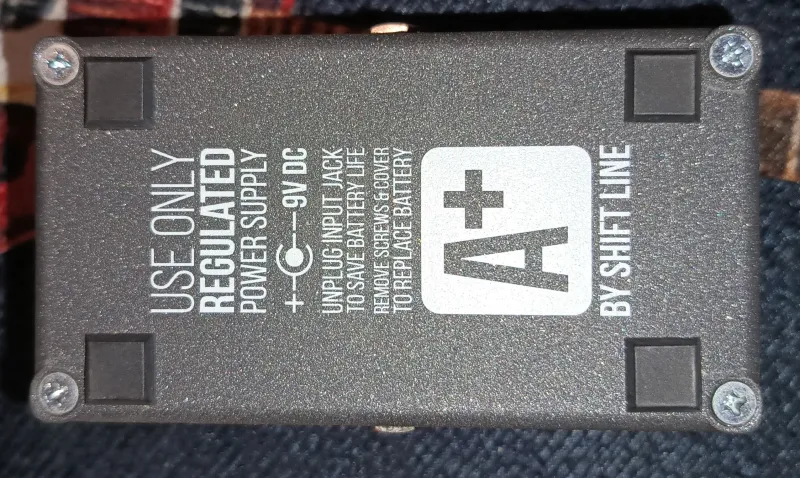 USE ONLY
REGULATED
POWER SUPPLY
+ - 9V DC
UNPLUG INPUT JACK
TO SAVE BATTERY LIFE
REMOVE SCREWS & COVER
TO REPLACE BATTERY
A+
BY SHIFT LINE